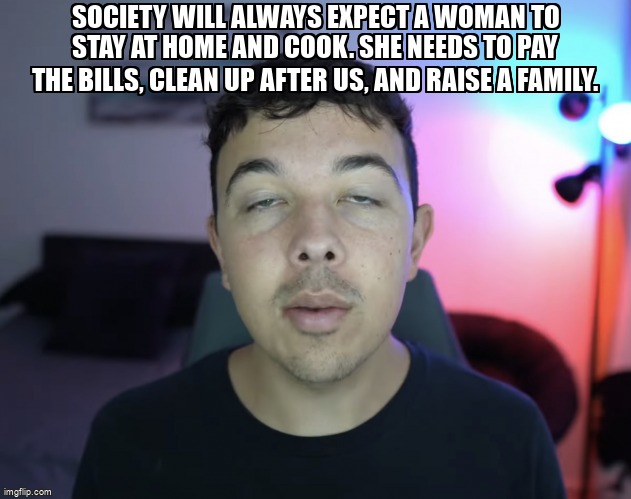 SOCIETY WILL ALWAYS EXPECT A WOMAN TO
STAY AT HOME AND COOK. SHE NEEDS TO PAY
THE BILLS, CLEAN UP AFTER US, AND RAISE A FAMILY.
imgflip.com